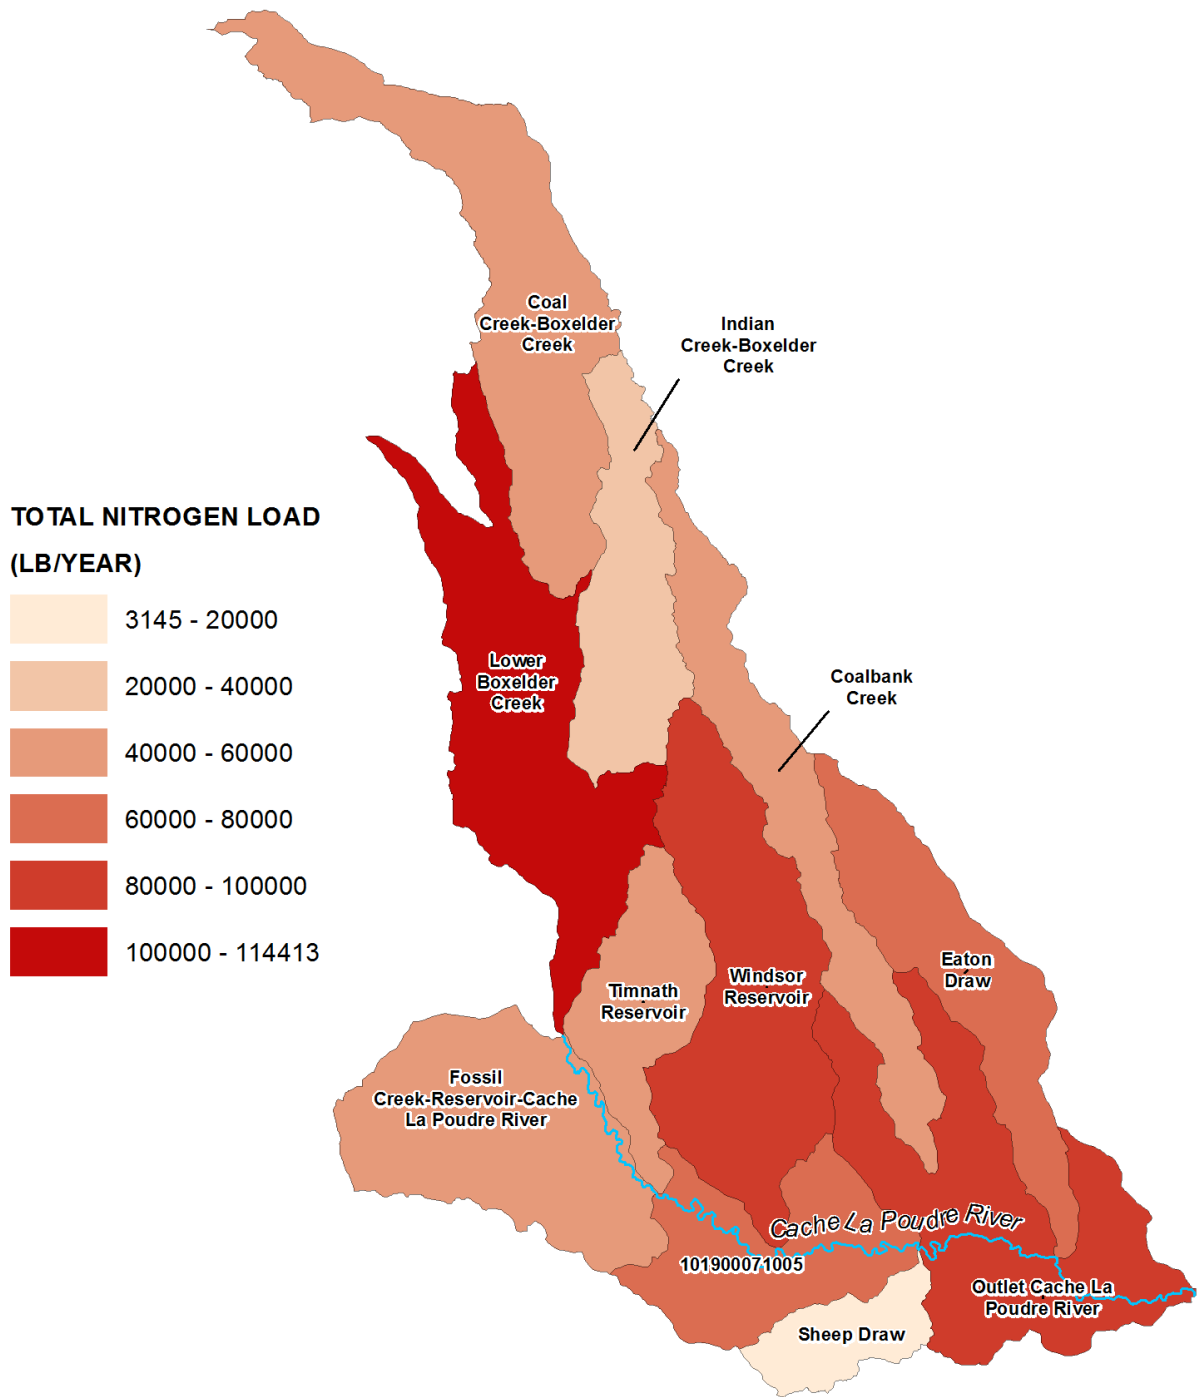 Coal
Creek-Boxelder
Creek
Indian
Creek-Boxelder
Creek
TOTAL NITROGEN LOAD
(LB/YEAR)
3145 - 20000
20000 - 40000
40000 - 60000
60000 - 80000
80000 - 100000
100000 - 114413
Lower
Boxelder
Creek
Coalbank
Creek
Eaton
Draw
Windsor
Reservoir
Timnath
Reservoir
Fossil
Creek-Reservoir-Cache
La Poudre River
Cache La Poudre River
101900071005
Outlet Cache La
Poudre River
Sheep Draw